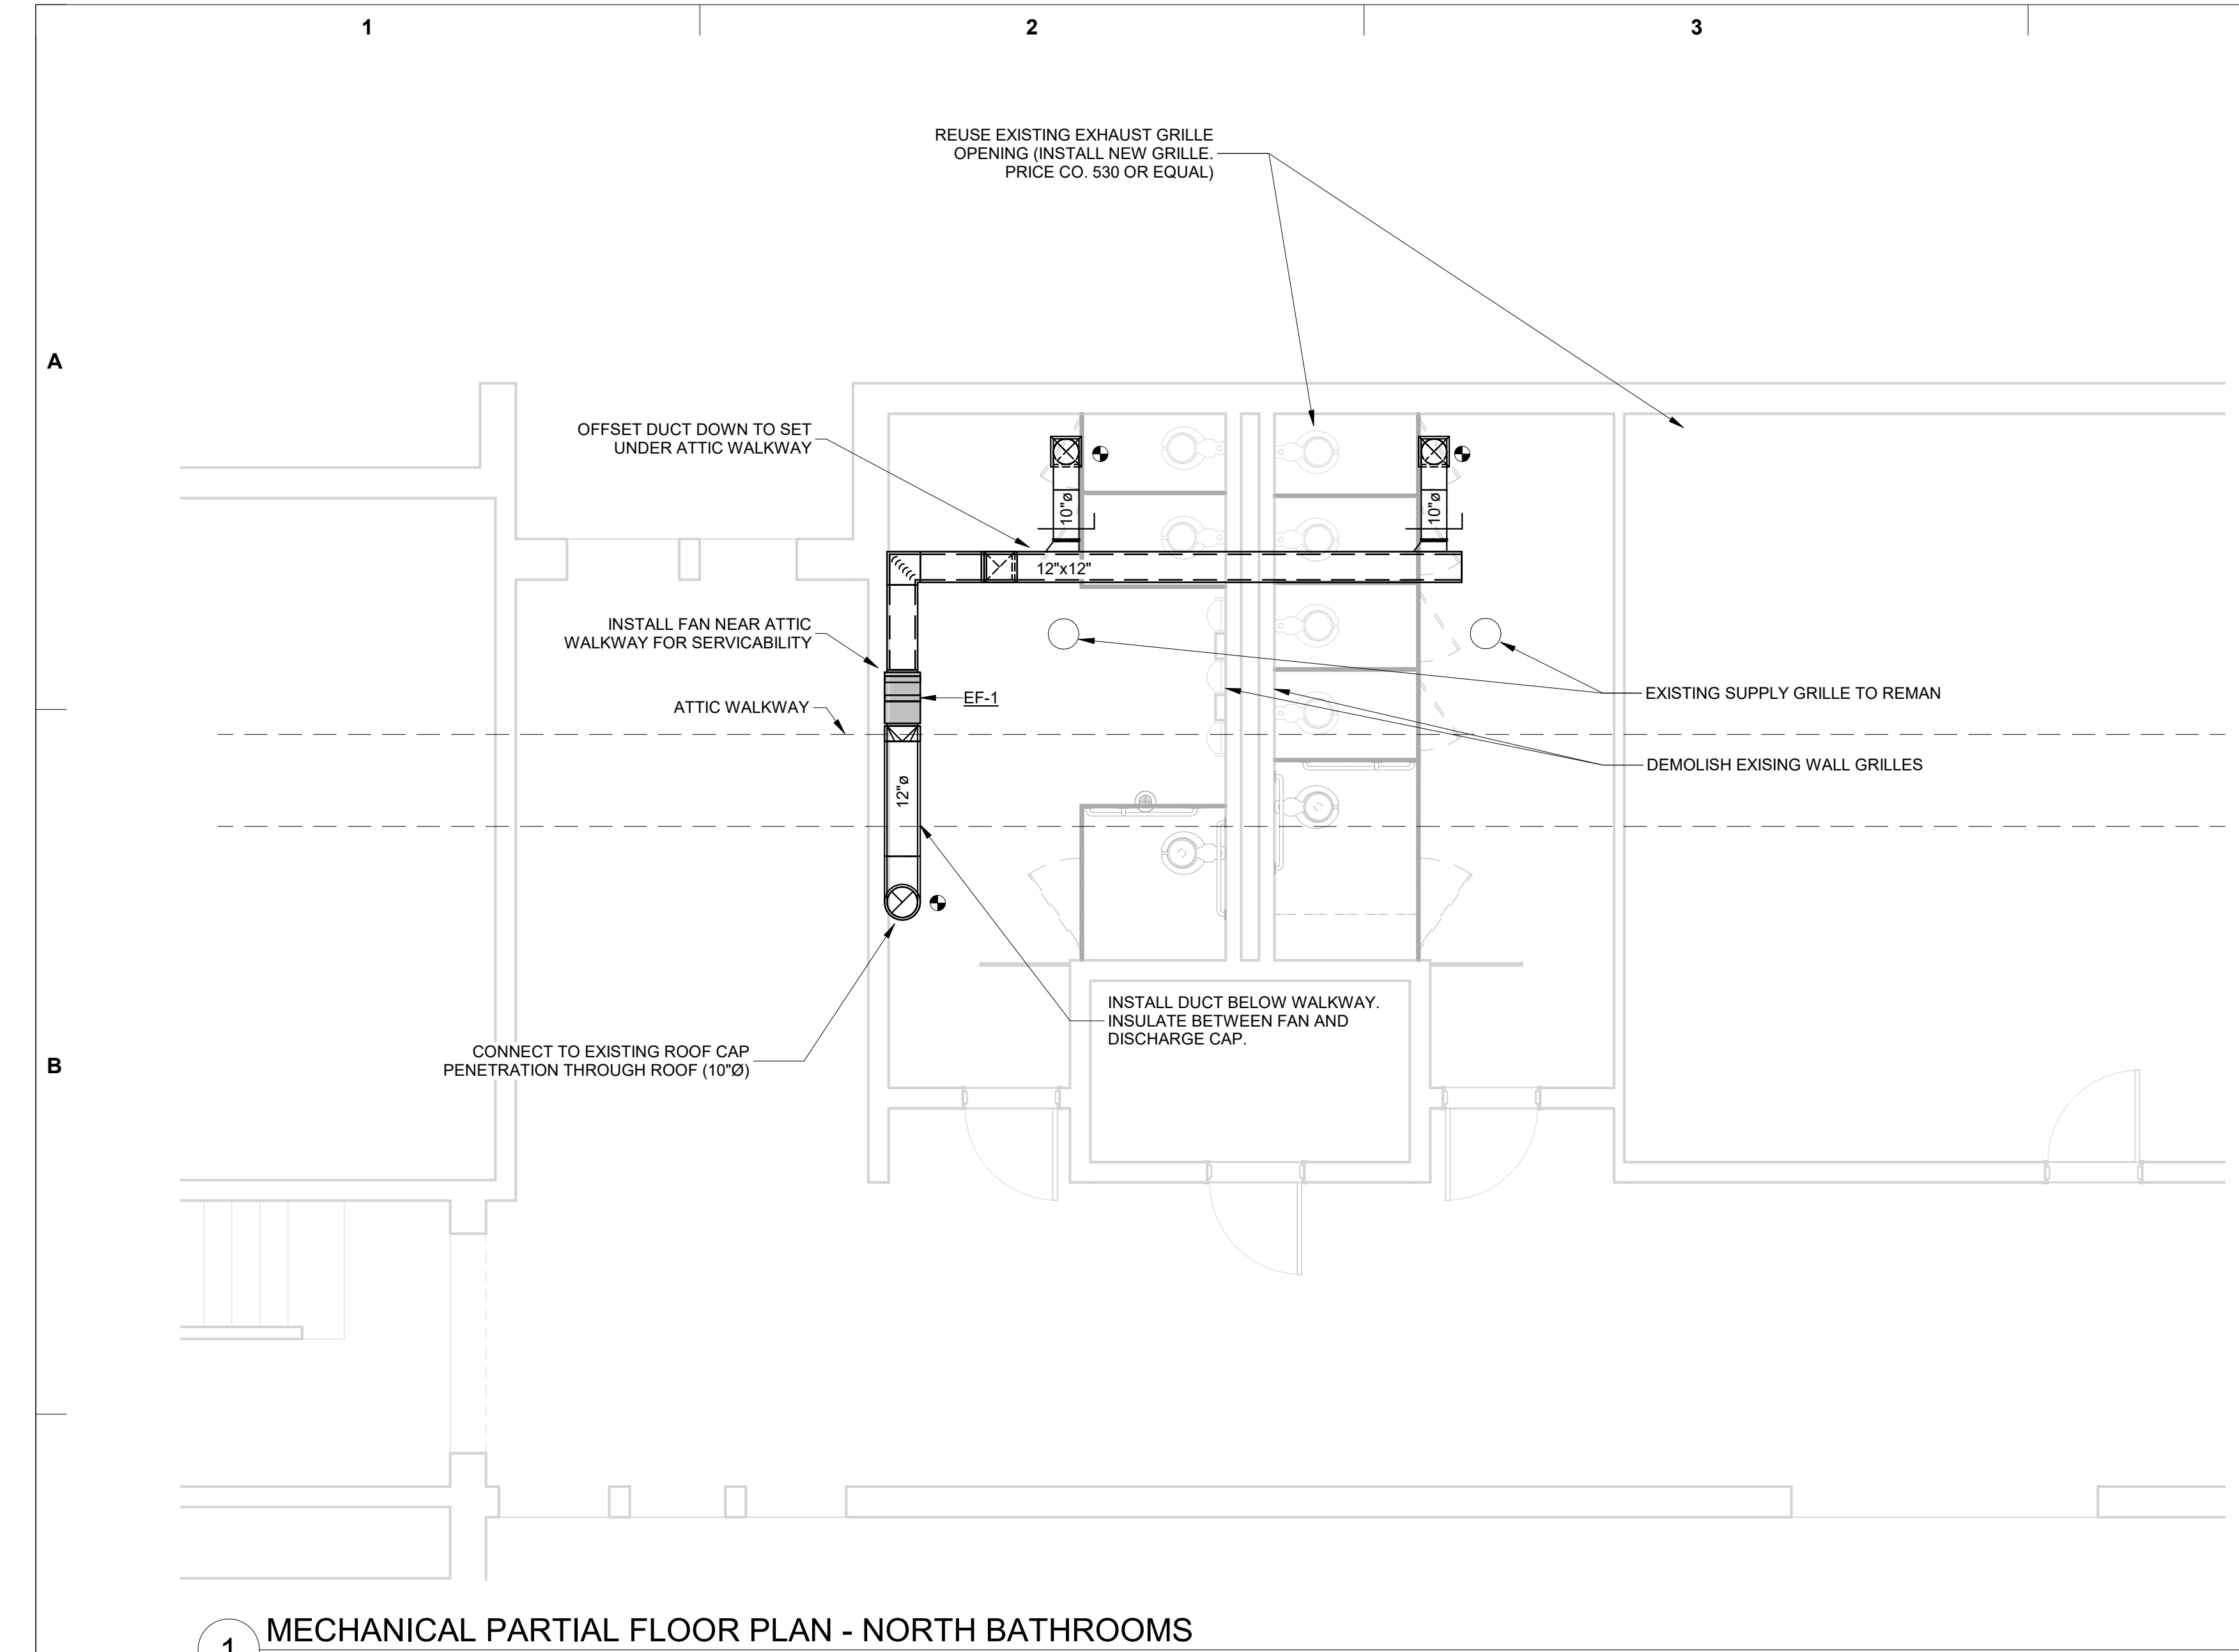 1
2
3
REUSE EXISTING EXHAUST GRILLE
OPENING (INSTALL NEW GRILLE.
PRICE CO. 530 OR EQUAL)
A
OFFSET DUCT DOWN TO SET
UNDER ATTIC WALKWAY
10"ø
10"ø
12"x12"
INSTALL FAN NEAR ATTIC
WALKWAY FOR SERVICABILITY
EF-1
ATTIC WALKWAY
EXISTING SUPPLY GRILLE TO REMAN
DEMOLISH EXISING WALL GRILLES
12"ø
INSTALL DUCT BELOW WALKWAY.
INSULATE BETWEEN FAN AND
DISCHARGE CAP.
B
CONNECT TO EXISTING ROOF CAP
PENETRATION THROUGH ROOF (10"Ø)
1
MECHANICAL PARTIAL FLOOR PLAN - NORTH BATHROOMS